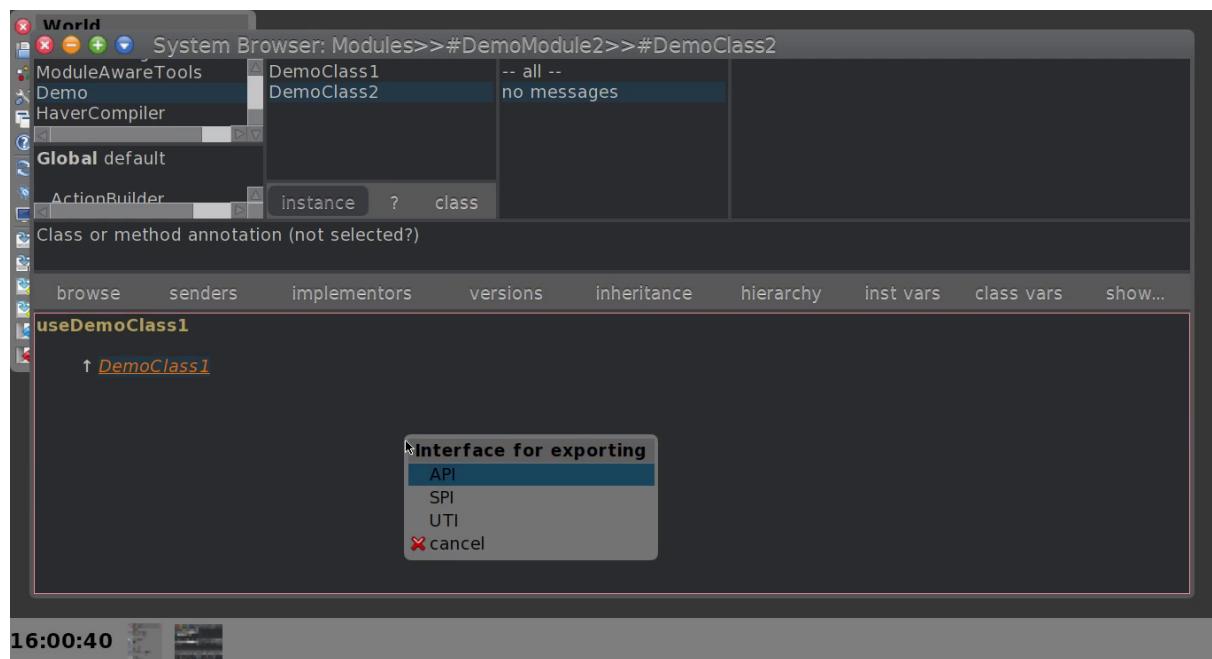 World
System Browser: Modules>>#DemoModule2>>#DemoClass2
ModuleAwareTools
Demo
HaverCompiler
Global default
ActionBuilder
DemoClass1
DemoClass2
instance ? class
-- all --
no messages
Class or method annotation (not selected?)
browse senders implementors versions inheritance hierarchy inst vars class vars show...
useDemoClass1
↑ DemoClass1
Interface for exporting
API
SPI
UTI
cancel
16:00:40